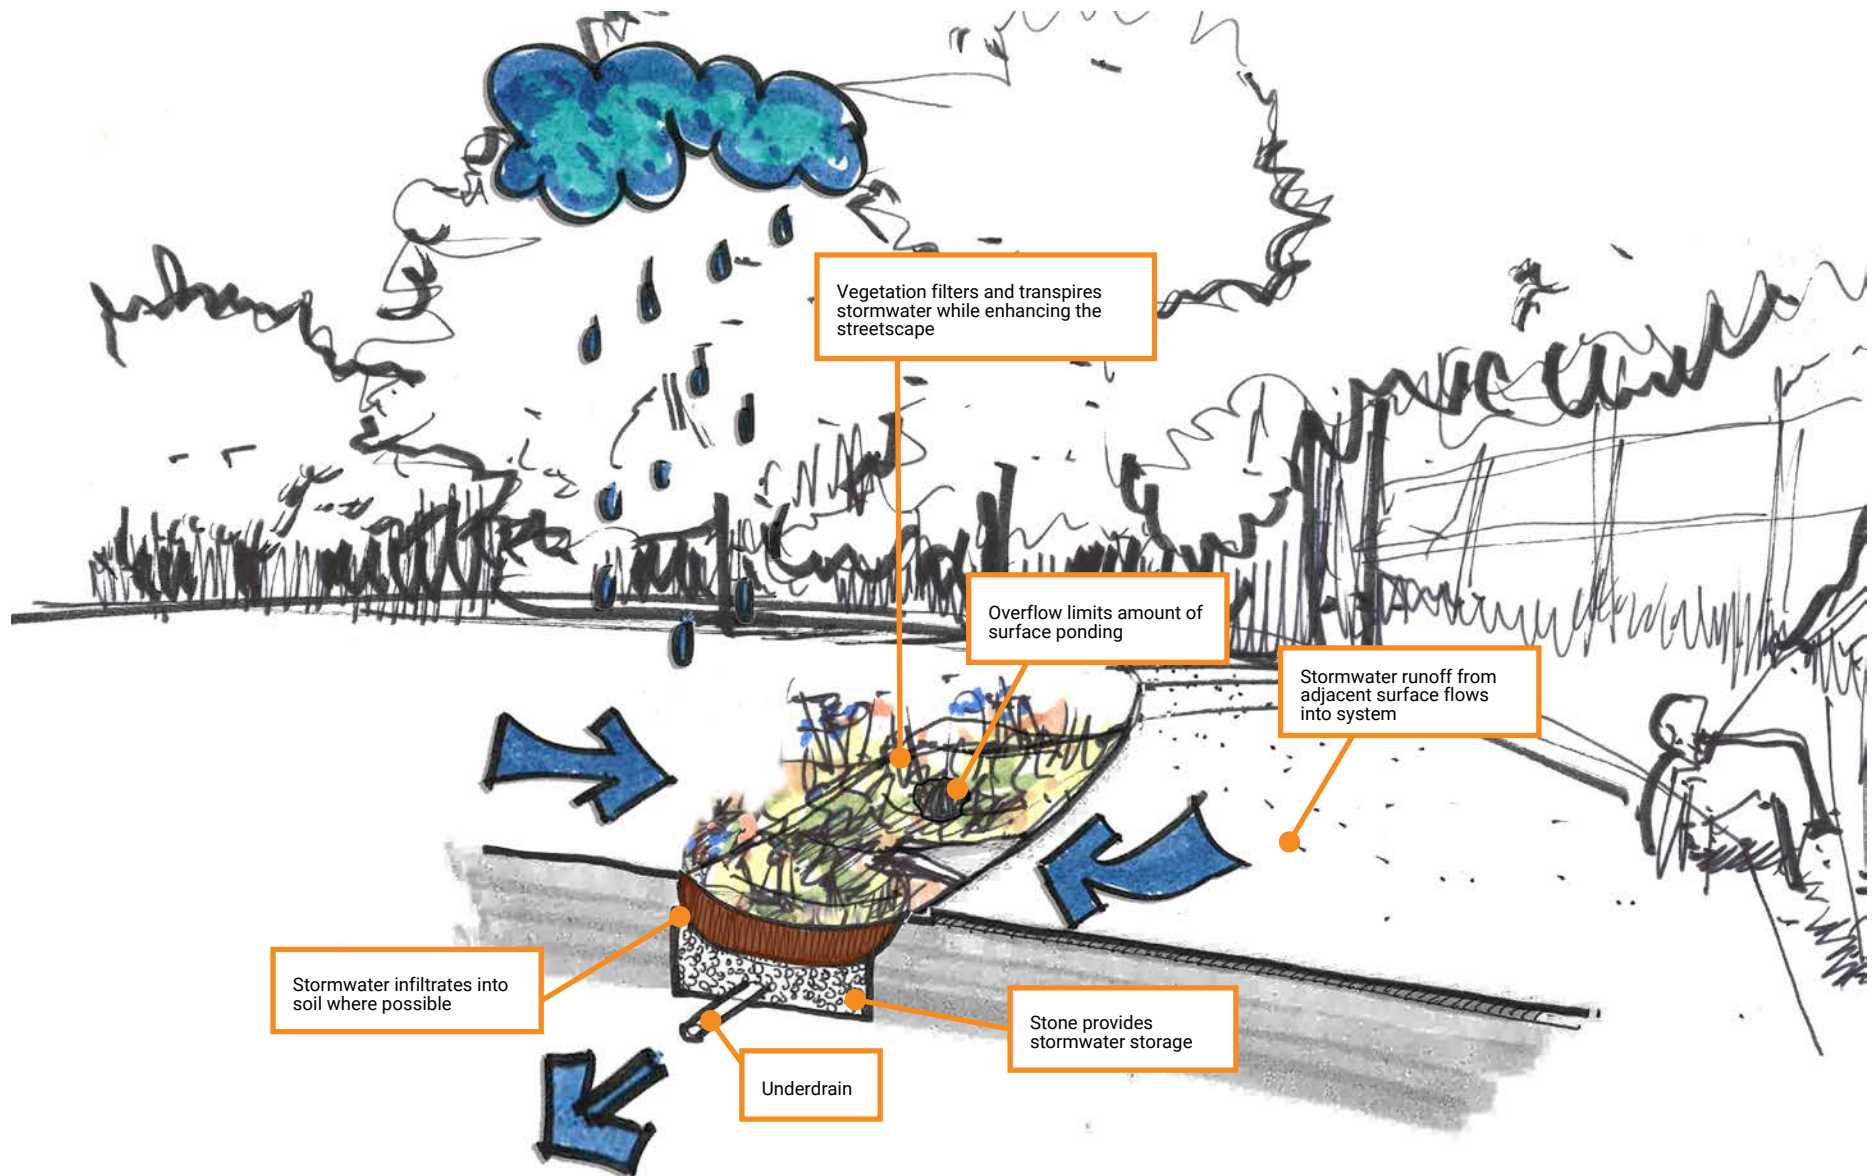 Vegetation filters and transpires
stormwater while enhancing the
streetscape
Overflow limits amount of
surface ponding
Stormwater runoff from
adjacent surface flows
into system
Stormwater infiltrates into
soil where possible
Stone provides
stormwater storage
Underdrain